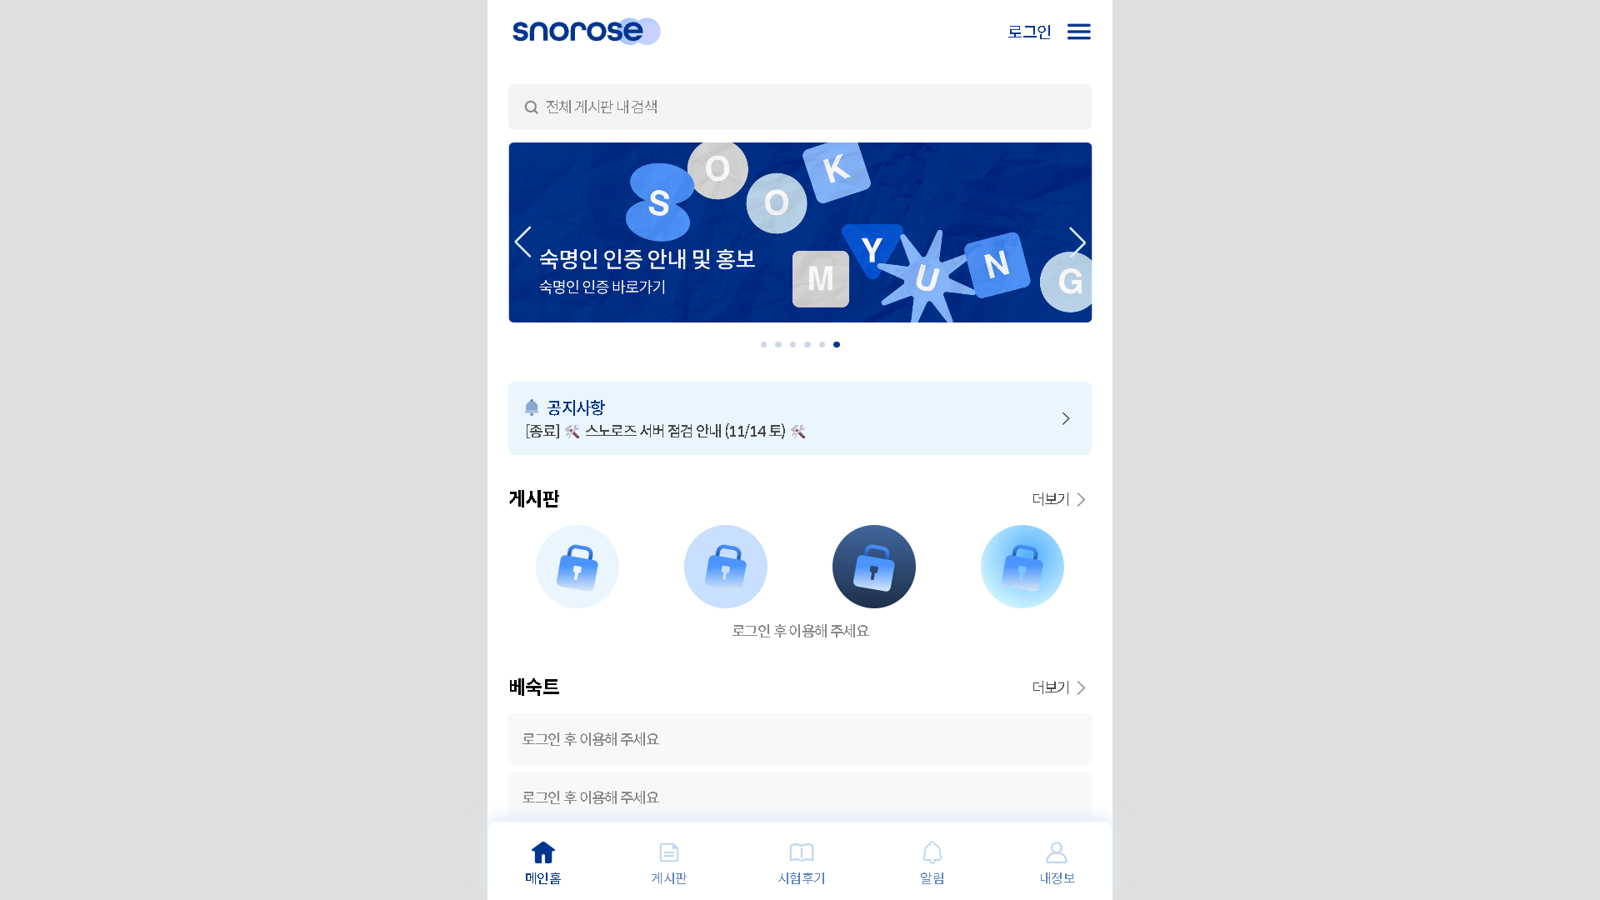 snorose
로그인
전체 게시판 내 검색
SOOK
MYUNG
숙명인 인증 안내 및 홍보
숙명인 인증 바로가기
공지사항
[종료] 🛠️ 스노로즈 서버 점검 안내 (11/14 토) 🛠️
게시판
더보기
로그인 후 이용해 주세요
베숙트
더보기
로그인 후 이용해 주세요
로그인 후 이용해 주세요
메인홈
게시판
시험후기
알림
내정보